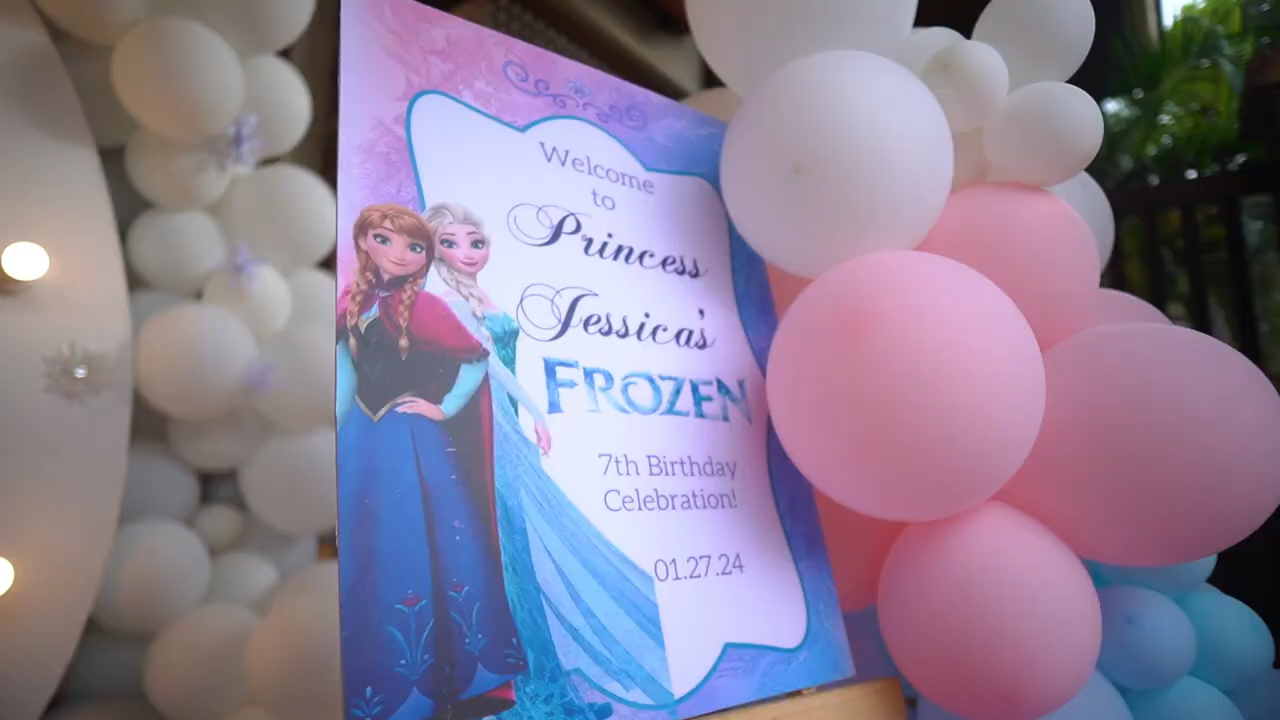 Welcome
to
Princess
Jessica's
FROZEN
7th Birthday
Celebration!
01.27.24